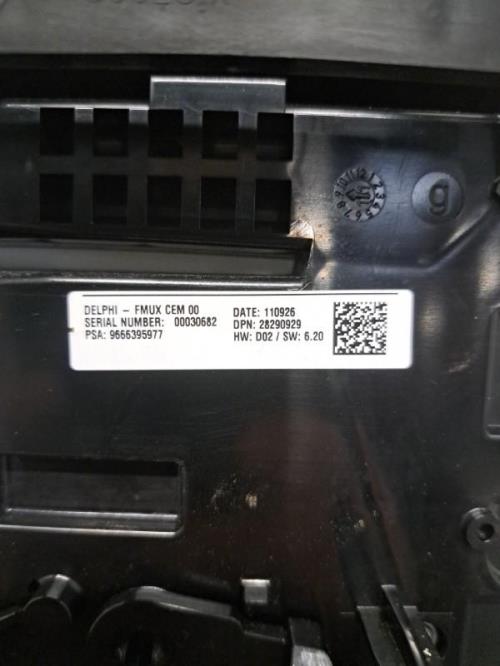 g
DELPHI - FMUX CEM 00
SERIAL NUMBER: 00030682
PSA: 9666395977
DATE: 110926
DPN: 28290929
HW: D02 / SW: 6.20